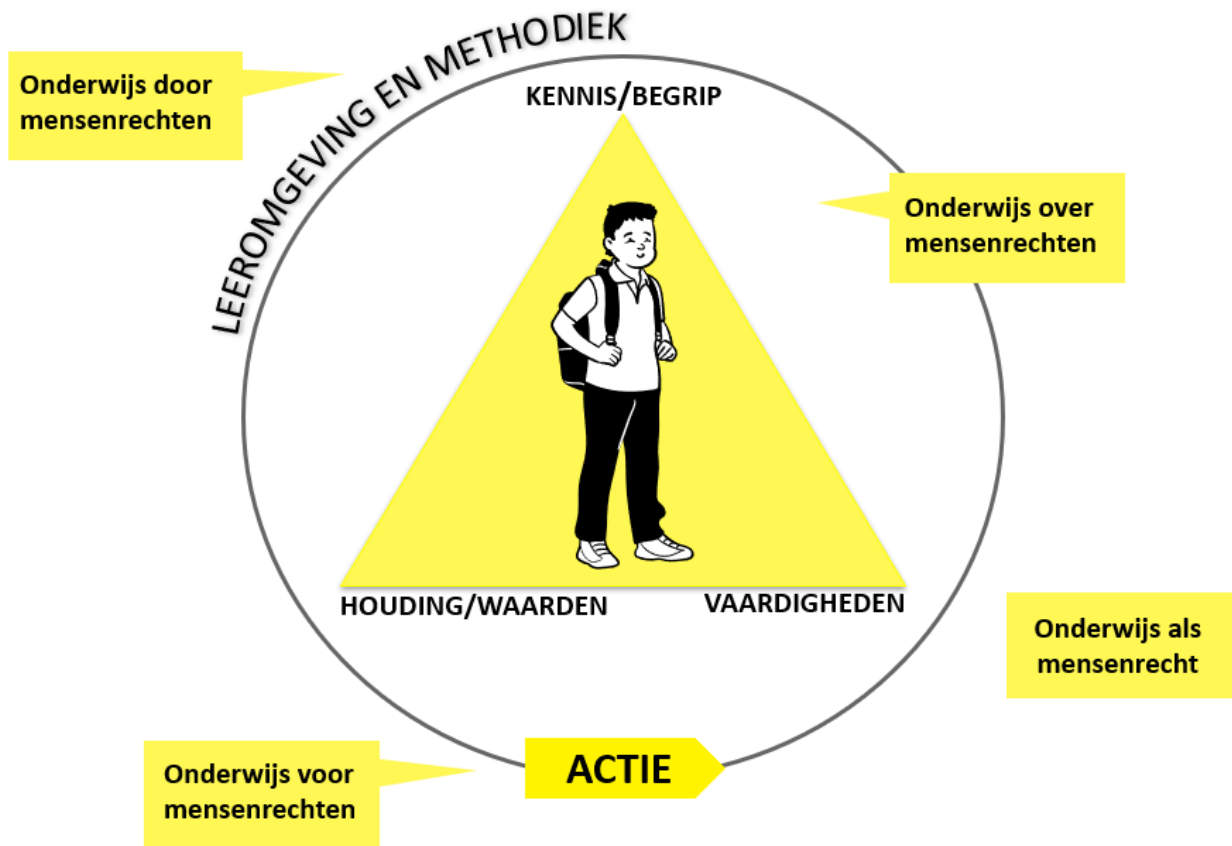 LEEROMGEVING EN METHODIEK
Onderwijs door
mensenrechten
KENNIS/BEGRIP
Onderwijs over
mensenrechten
HOUDING/WAARDEN
VAARDIGHEDEN
Onderwijs als
mensenrecht
Onderwijs voor
mensenrechten
ACTIE